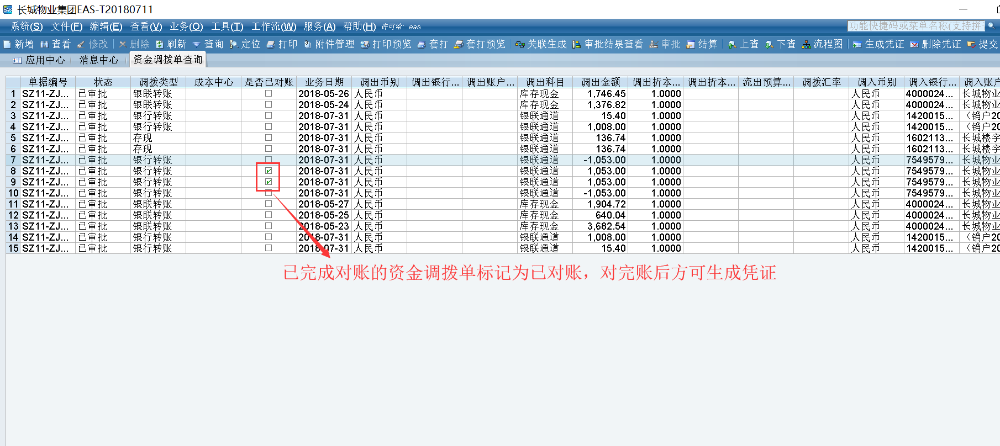 长城物业集团EAS-T20180711
系统(S) 文件(F) 编辑(E) 查看(V) 业务(O) 工具(T) 工作流(W) 服务(A) 帮助(H) 许可给: eas 功能快捷码或菜单名称(支持拼音
新增 查看 修改 删除 刷新 查询 定位 打印 附件管理 打印预览 套打 套打预览 关联生成 审批结果查看 审批 结算 上查 下查 流程图 生成凭证 删除凭证 提交
应用中心 消息中心 资金调拨单查询
单据编号 状态 调拨类型 成本中心 是否已对账 业务日期 调出币别 调出银行... 调出账户... 调出科目 调出金额 调出折本... 调出折本... 流出预算... 调拨汇率 调入币别 调入银行... 调入账户
1 SZ11-ZJ... 已审批 银联转账 2018-05-26 人民币 库存现金 1,746.45 1.0000 人民币 4000024... 长城物业
2 SZ11-ZJ... 已审批 银联转账 2018-05-24 人民币 库存现金 1,376.82 1.0000 人民币 4000024... 长城物业
3 SZ11-ZJ... 已审批 银行转账 2018-07-31 人民币 银联通道 15.40 1.0000 人民币 1420015... （销户20
4 SZ11-ZJ... 已审批 银行转账 2018-07-31 人民币 银联通道 1,008.00 1.0000 人民币 1420015... （销户20
5 SZ11-ZJ... 已审批 存现 2018-07-31 人民币 银联通道 136.74 1.0000 人民币 1602113... 长城楼宇
6 SZ11-ZJ... 已审批 存现 2018-07-31 人民币 银联通道 136.74 1.0000 人民币 1602113... 长城楼宇
7 SZ11-ZJ... 已审批 银行转账 2018-07-31 人民币 银联通道 -1,053.00 1.0000 人民币 7549579... 长城物业
8 SZ11-ZJ... 已审批 银行转账 2018-07-31 人民币 银联通道 1,053.00 1.0000 人民币 7549579... 长城物业
9 SZ11-ZJ... 已审批 银行转账 2018-07-31 人民币 银联通道 1,053.00 1.0000 人民币 7549579... 长城物业
10 SZ11-ZJ... 已审批 银行转账 2018-07-31 人民币 银联通道 -1,053.00 1.0000 人民币 7549579... 长城物业
11 SZ11-ZJ... 已审批 银联转账 2018-05-27 人民币 库存现金 1,904.72 1.0000 人民币 4000024... 长城物业
12 SZ11-ZJ... 已审批 银联转账 2018-05-25 人民币 库存现金 640.04 1.0000 人民币 4000024... 长城物业
13 SZ11-ZJ... 已审批 银联转账 2018-05-23 人民币 库存现金 3,682.54 1.0000 人民币 4000024... 长城物业
14 SZ11-ZJ... 已审批 银行转账 2018-07-31 人民币 银联通道 1,008.00 1.0000 人民币 1420015... （销户20
15 SZ11-ZJ... 已审批 银行转账 2018-07-31 人民币 银联通道 15.40 1.0000 人民币 1420015... （销户20
已完成对账的资金调拨单标记为已对账，对完账后方可生成凭证